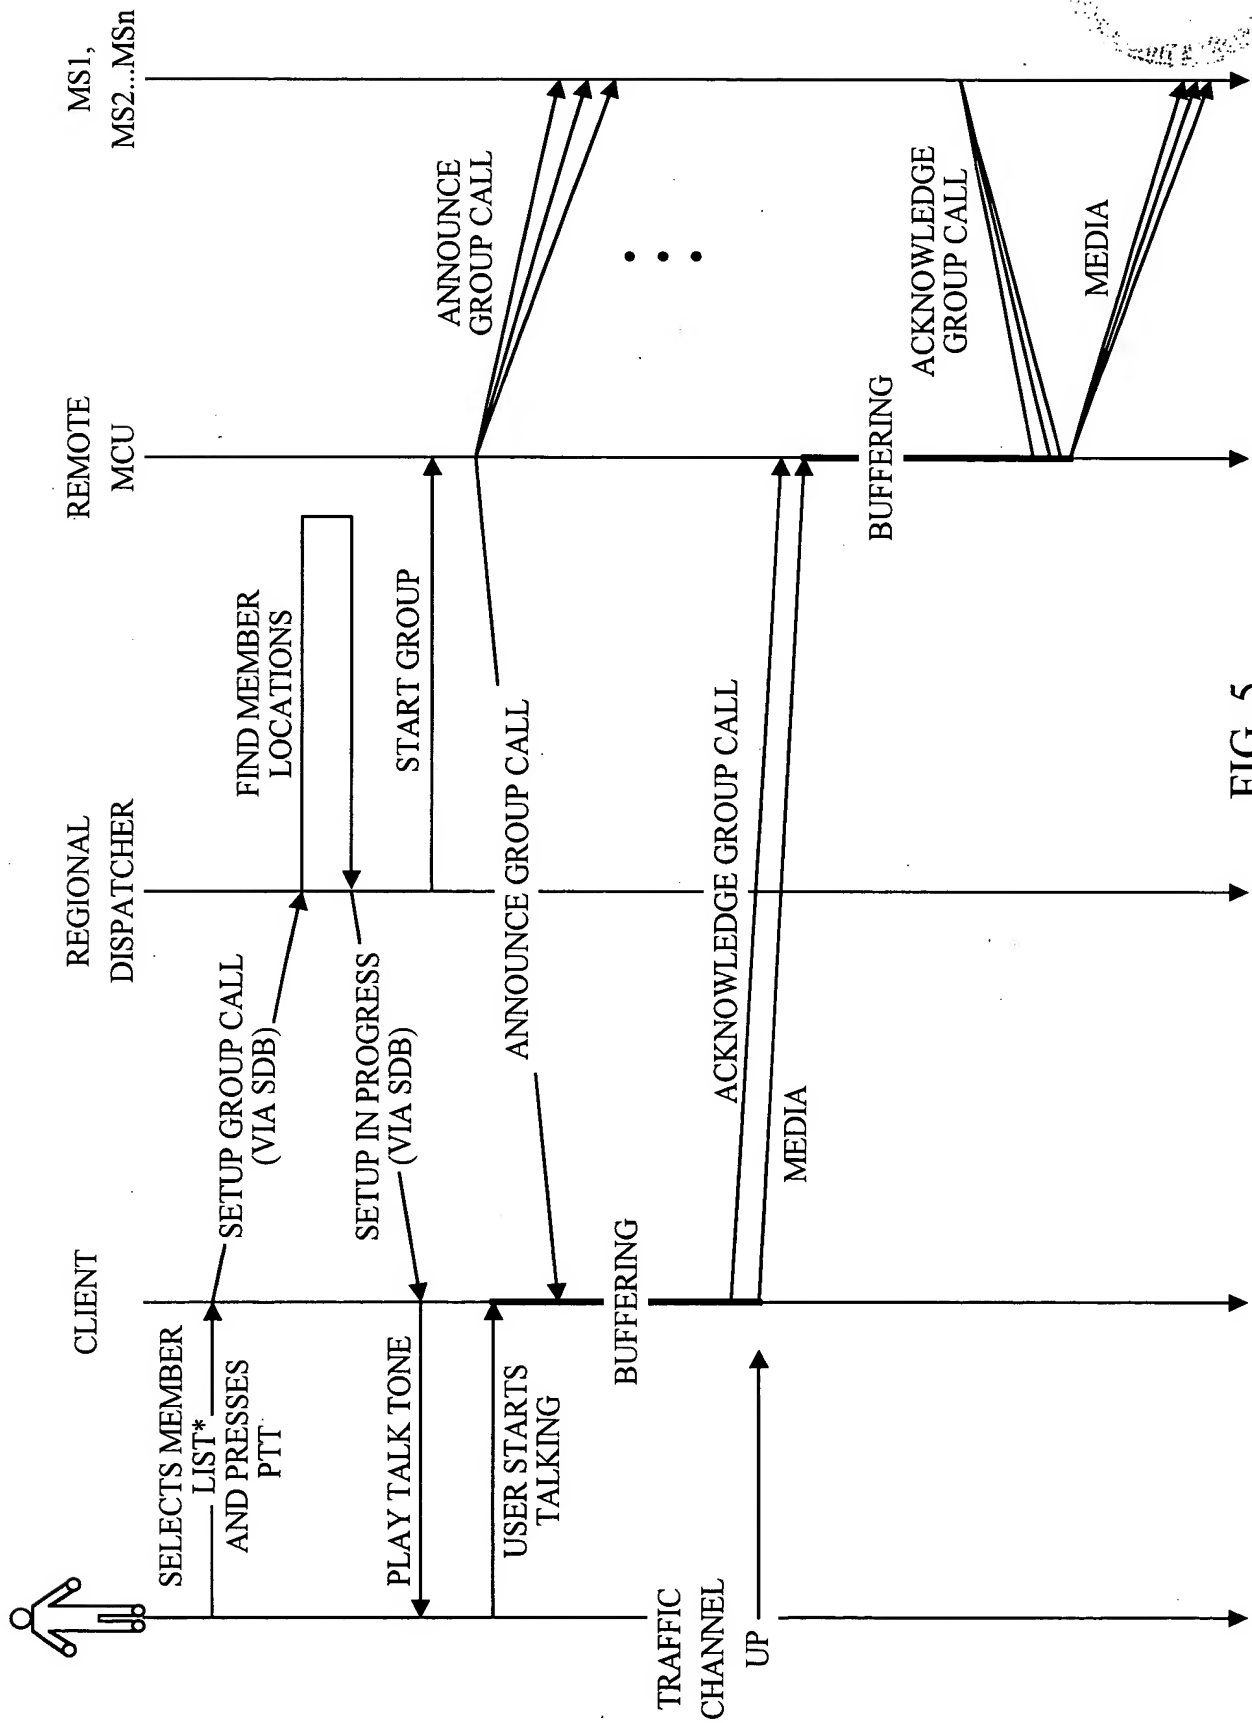 CLIENT
REGIONAL
DISPATCHER
REMOTE
MCU
MS1,
MS2...MSn
SELECTS MEMBER
LIST*
AND PRESSES
PTT
SETUP GROUP CALL
(VIA SDB)
FIND MEMBER
LOCATIONS
SETUP IN PROGRESS
(VIA SDB)
PLAY TALK TONE
START GROUP
ANNOUNCE
GROUP CALL
USER STARTS
TALKING
ANNOUNCE GROUP CALL
BUFFERING
TRAFFIC
CHANNEL
UP
ACKNOWLEDGE GROUP CALL
MEDIA
BUFFERING
ACKNOWLEDGE
GROUP CALL
MEDIA
FIG. 5